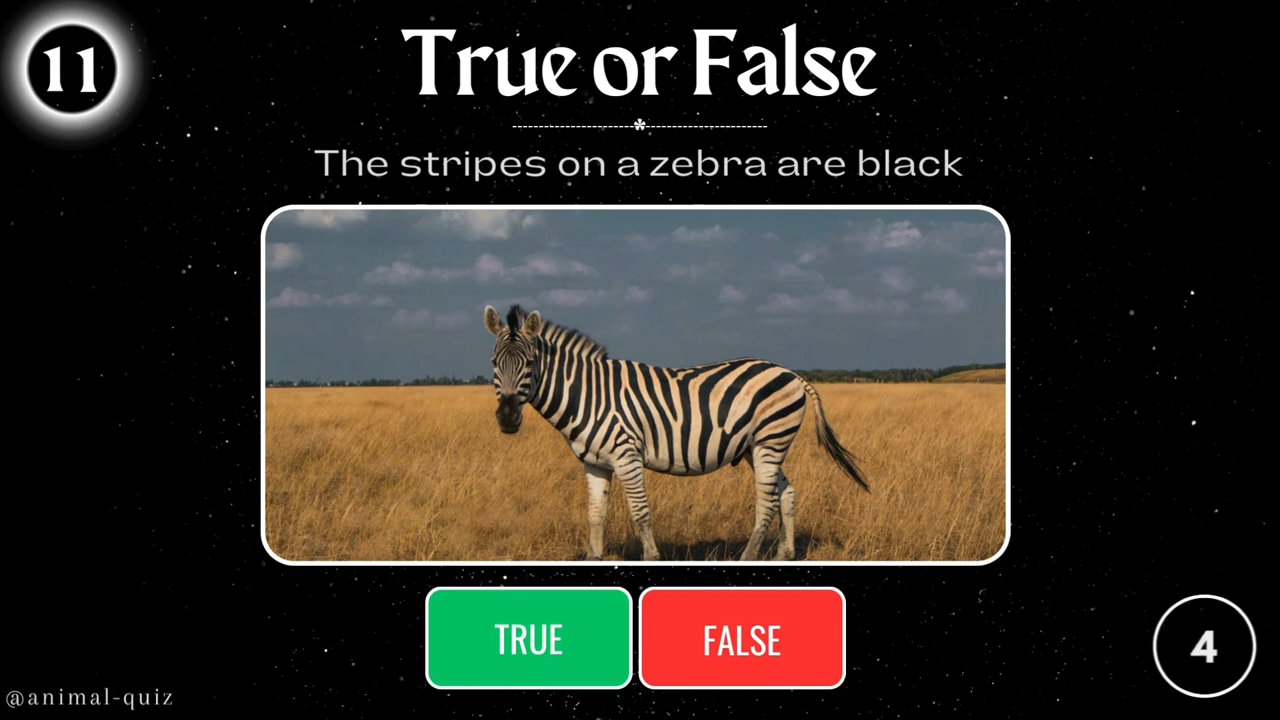 11
True or False
The stripes on a zebra are black
TRUE
FALSE
4
@animal-quiz